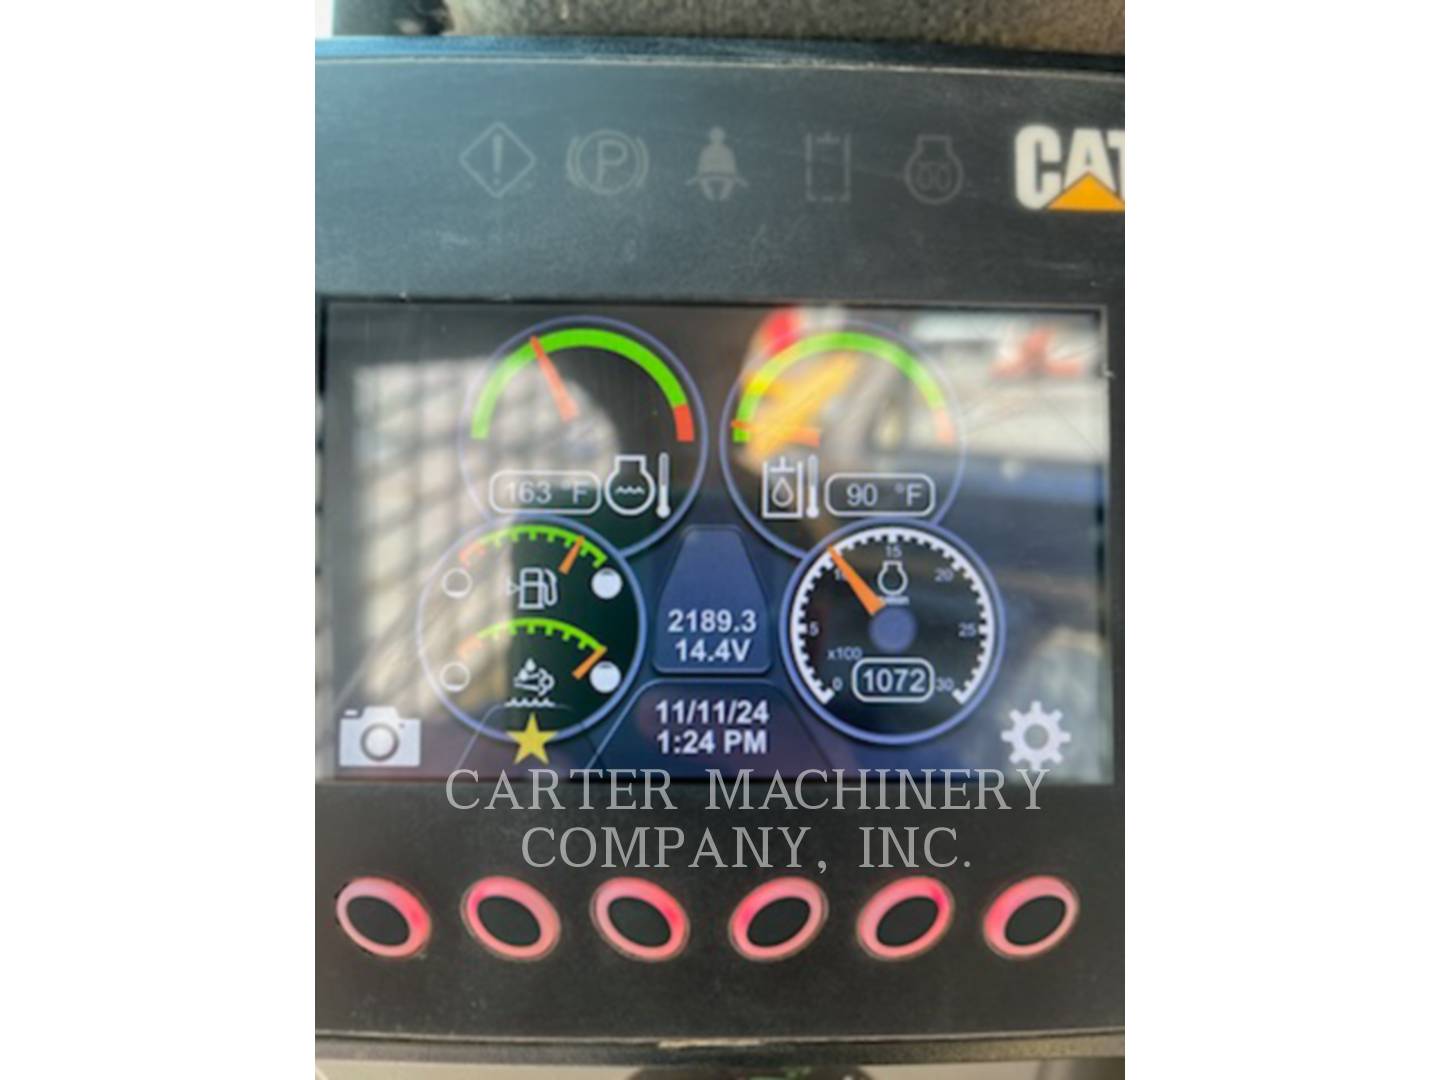 CAT
163 °F
90 °F
15
10
20
5
25
x100
0
1072
30
2189.3
14.4V
11/11/24
1:24 PM
CARTER MACHINERY
COMPANY, INC.